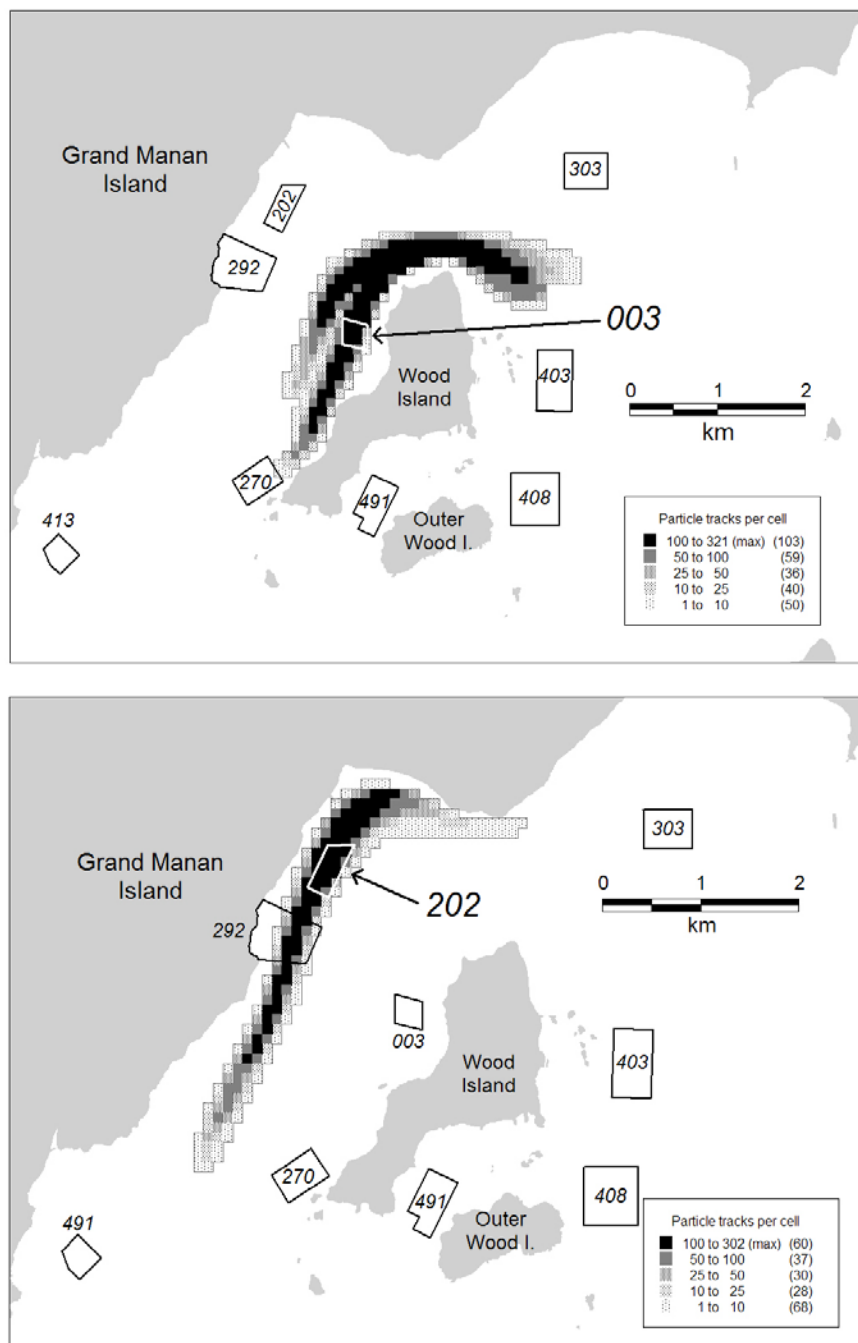 Grand Manan
Island
303
202
292
003
Wood
Island
403
0 1 2
km
270
491
408
413
Outer
Wood I.
Particle tracks per cell
100 to 321 (max) (103)
50 to 100 (59)
25 to 50 (36)
10 to 25 (40)
1 to 10 (50)
303
Grand Manan
Island
0 1 2
km
202
292
003
Wood
Island
403
270
491
408
491
Outer
Wood I.
Particle tracks per cell
100 to 302 (max) (60)
50 to 100 (37)
25 to 50 (30)
10 to 25 (28)
1 to 10 (68)